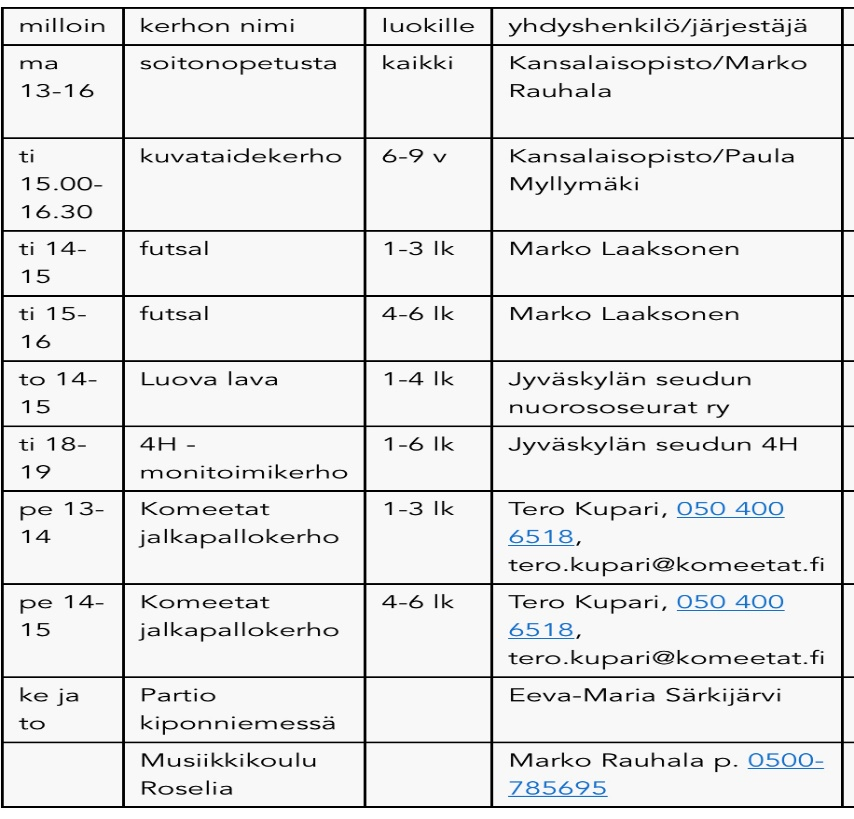 milloin kerhon nimi luokille yhdyshenkilö/järjestäjä
ma soitonopetusta kaikki Kansalaisopisto/Marko
13-16 Rauhala
ti kuvataidekerho 6-9 v Kansalaisopisto/Paula
15.00- Myllymäki
16.30
ti 14- futsal 1-3 lk Marko Laaksonen
15
ti 15- futsal 4-6 lk Marko Laaksonen
16
to 14- Luova lava 1-4 lk Jyväskylän seudun
15 nuorososeurat ry
ti 18- 4H - 1-6 lk Jyväskylän seudun 4H
19 monitoimikerho
pe 13- Komeetat 1-3 lk Tero Kupari, 050 400
14 jalkapallokerho 6518,
tero.kupari@komeetat.fi
pe 14- Komeetat 4-6 lk Tero Kupari, 050 400
15 jalkapallokerho 6518,
tero.kupari@komeetat.fi
ke ja Partio Eeva-Maria Särkijärvi
to kiponniemessä
Musiikkikoulu Marko Rauhala p. 0500-
Roselia 785695